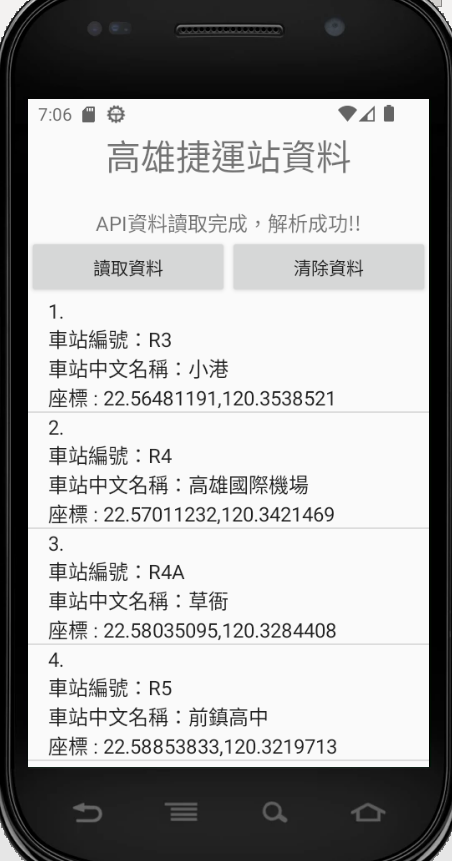 7:06
高雄捷運站資料
API資料讀取完成，解析成功!!
讀取資料
清除資料
1.
車站編號：R3
車站中文名稱：小港
座標 : 22.56481191,120.3538521
2.
車站編號：R4
車站中文名稱：高雄國際機場
座標 : 22.57011232,120.3421469
3.
車站編號：R4A
車站中文名稱：草衙
座標 : 22.58035095,120.3284408
4.
車站編號：R5
車站中文名稱：前鎮高中
座標 : 22.58853833,120.3219713